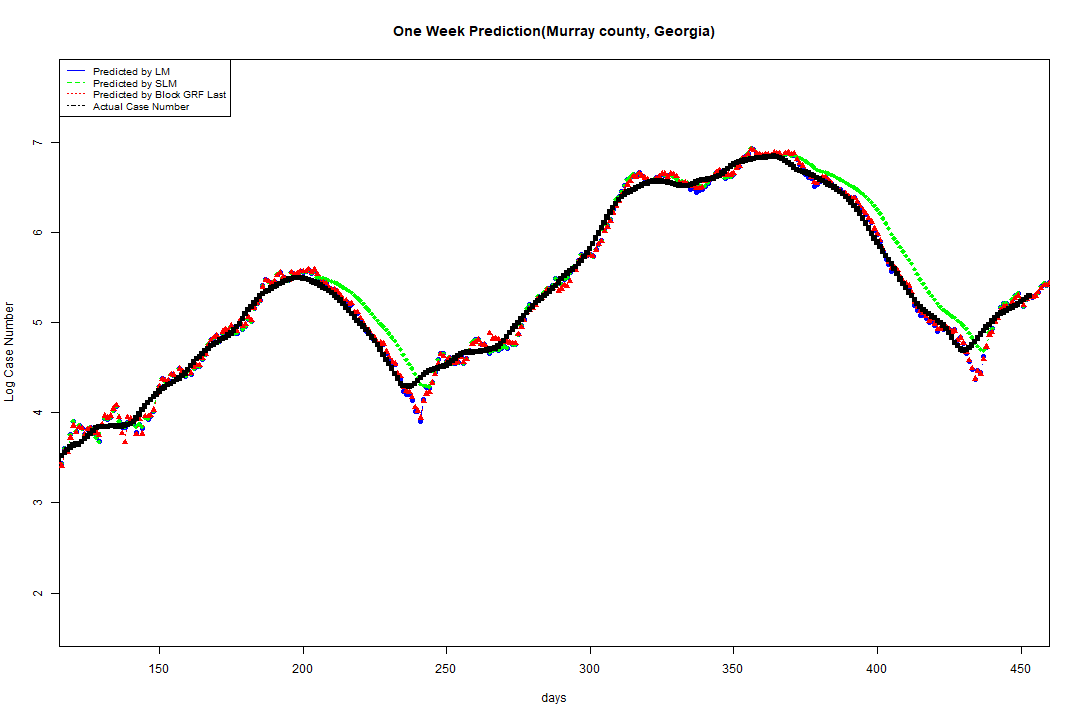 One Week Prediction(Murray county, Georgia)
Predicted by LM
Predicted by SLM
Predicted by Block GRF Last
Actual Case Number
7
6
5
4
3
2
Log Case Number
150 200 250 300 350 400 450
days